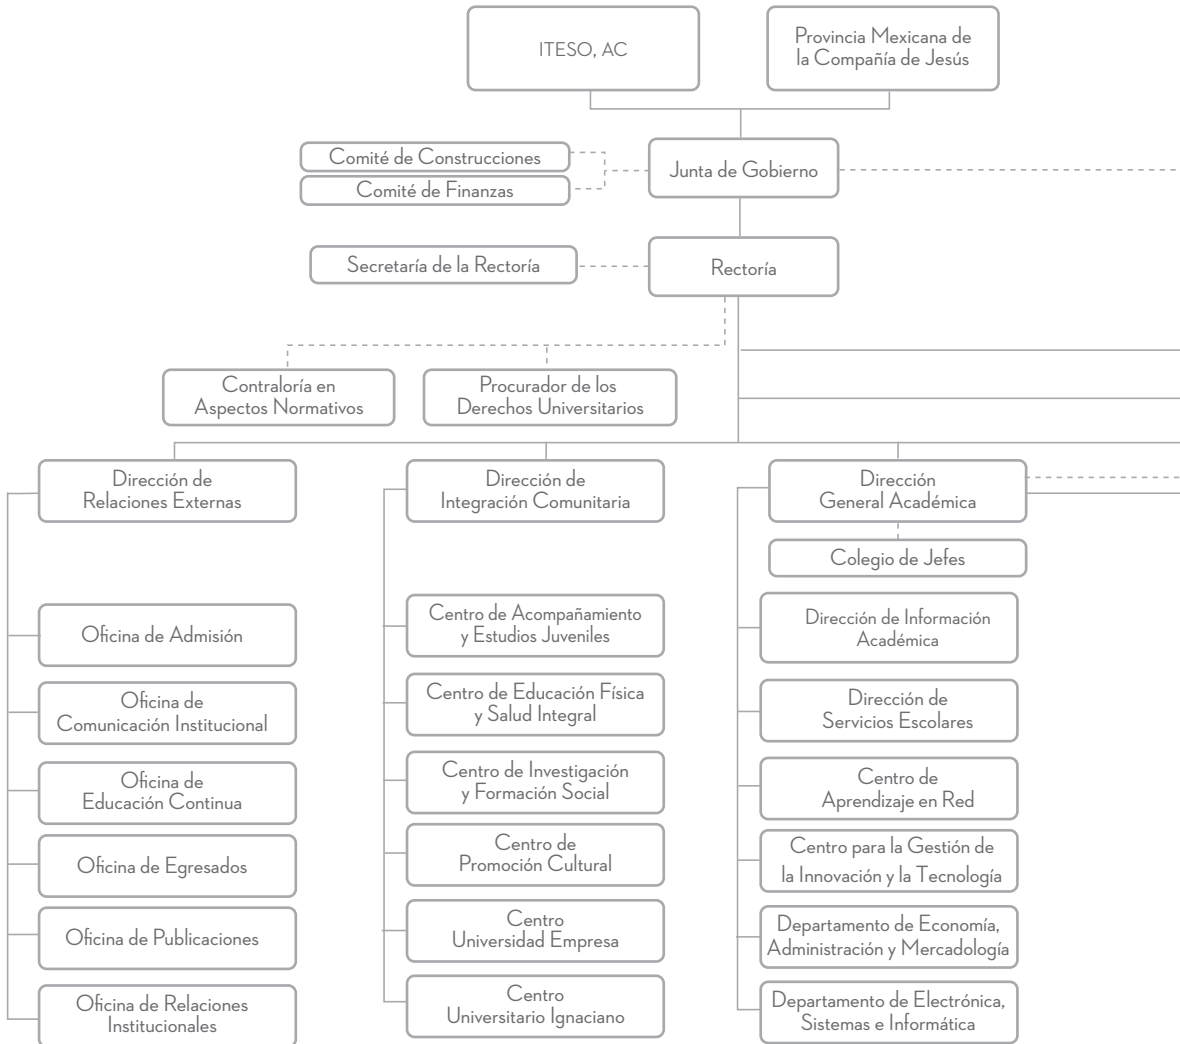 ITESO, AC
Provincia Mexicana de
la Compañía de Jesús
Comité de Construcciones
Comité de Finanzas
Junta de Gobierno
Secretaría de la Rectoría
Rectoría
Contraloría en
Aspectos Normativos
Procurador de los
Derechos Universitarios
Dirección de
Relaciones Externas
Oficina de Admisión
Oficina de
Comunicación Institucional
Oficina de
Educación Continua
Oficina de Egresados
Oficina de Publicaciones
Oficina de Relaciones
Institucionales
Dirección de
Integración Comunitaria
Centro de Acompañamiento
y Estudios Juveniles
Centro de Educación Física
y Salud Integral
Centro de Investigación
y Formación Social
Centro de
Promoción Cultural
Centro
Universidad Empresa
Centro
Universitario Ignaciano
Dirección
General Académica
Colegio de Jefes
Dirección de Información
Académica
Dirección de
Servicios Escolares
Centro de
Aprendizaje en Red
Centro para la Gestión de
la Innovación y la Tecnología
Departamento de Economía,
Administración y Mercadología
Departamento de Electrónica,
Sistemas e Informática